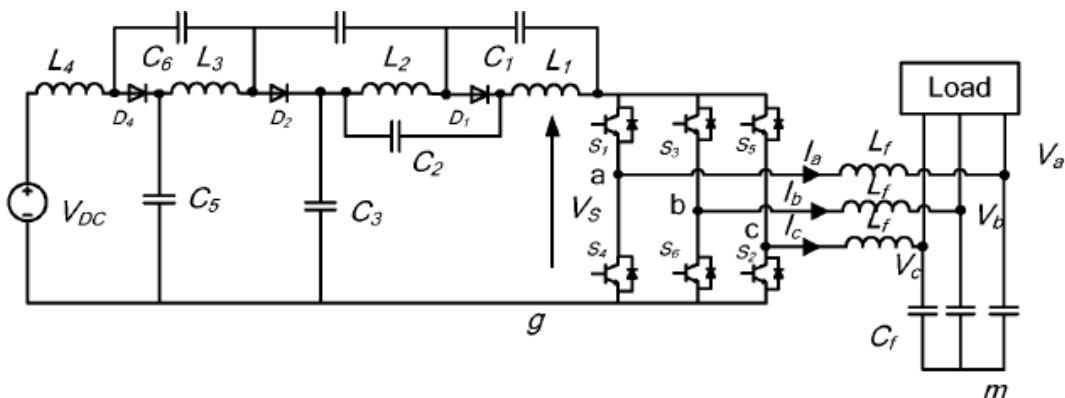 L4
C6
L3
L2
C1
L1
D4
D2
D1
C2
C5
C3
VDC
VS
g
S1
S3
S5
a
b
c
S4
S6
S2
Ia
Ib
Ic
Lf
Lf
Lf
Load
Va
Vb
Vc
Cf
m